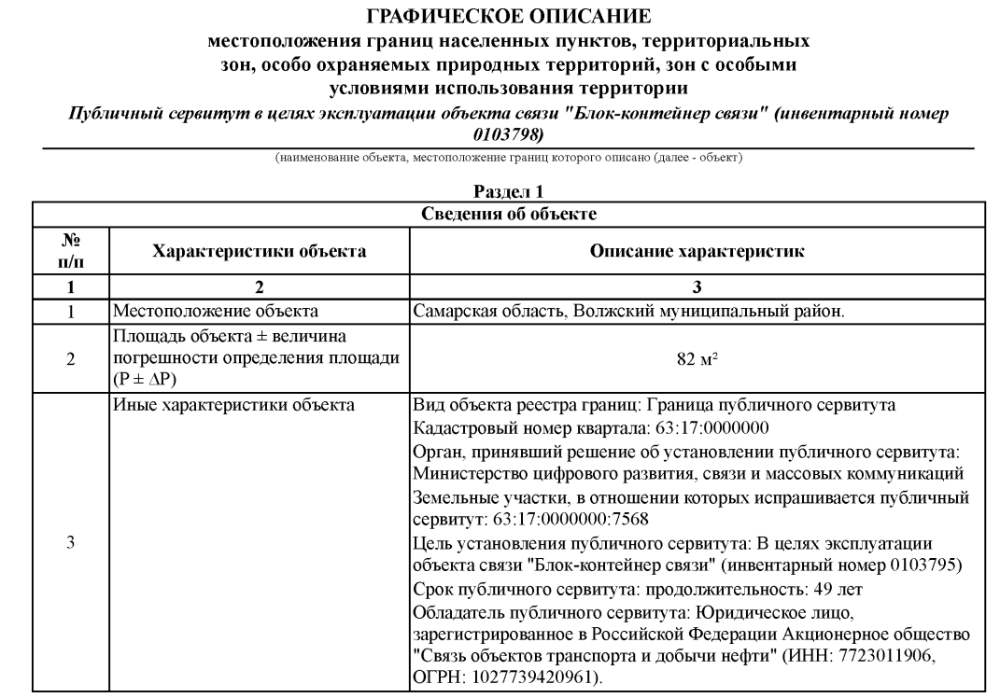 ГРАФИЧЕСКОЕ ОПИСАНИЕ
местоположения границ населенных пунктов, территориальных
зон, особо охраняемых природных территорий, зон с особыми
условиями использования территории
Публичный сервитут в целях эксплуатации объекта связи "Блок-контейнер связи" (инвентарный номер
0103798)
(наименование объекта, местоположение границ которого описано (далее - объект)
Раздел 1
Сведения об объекте
№
п/п
Характеристики объекта
Описание характеристик
1
2
3
1
Местоположение объекта
Самарская область, Волжский муниципальный район.
2
Площадь объекта ± величина
погрешности определения площади
(P ± ∆P)
82 м²
3
Иные характеристики объекта
Вид объекта реестра границ: Граница публичного сервитута
Кадастровый номер квартала: 63:17:0000000
Орган, принявший решение об установлении публичного сервитута:
Министерство цифрового развития, связи и массовых коммуникаций
Земельные участки, в отношении которых испрашивается публичный
сервитут: 63:17:0000000:7568
Цель установления публичного сервитута: В целях эксплуатации
объекта связи "Блок-контейнер связи" (инвентарный номер 0103795)
Срок публичного сервитута: продолжительность: 49 лет
Обладатель публичного сервитута: Юридическое лицо,
зарегистрированное в Российской Федерации Акционерное общество
"Связь объектов транспорта и добычи нефти" (ИНН: 7723011906,
ОГРН: 1027739420961).